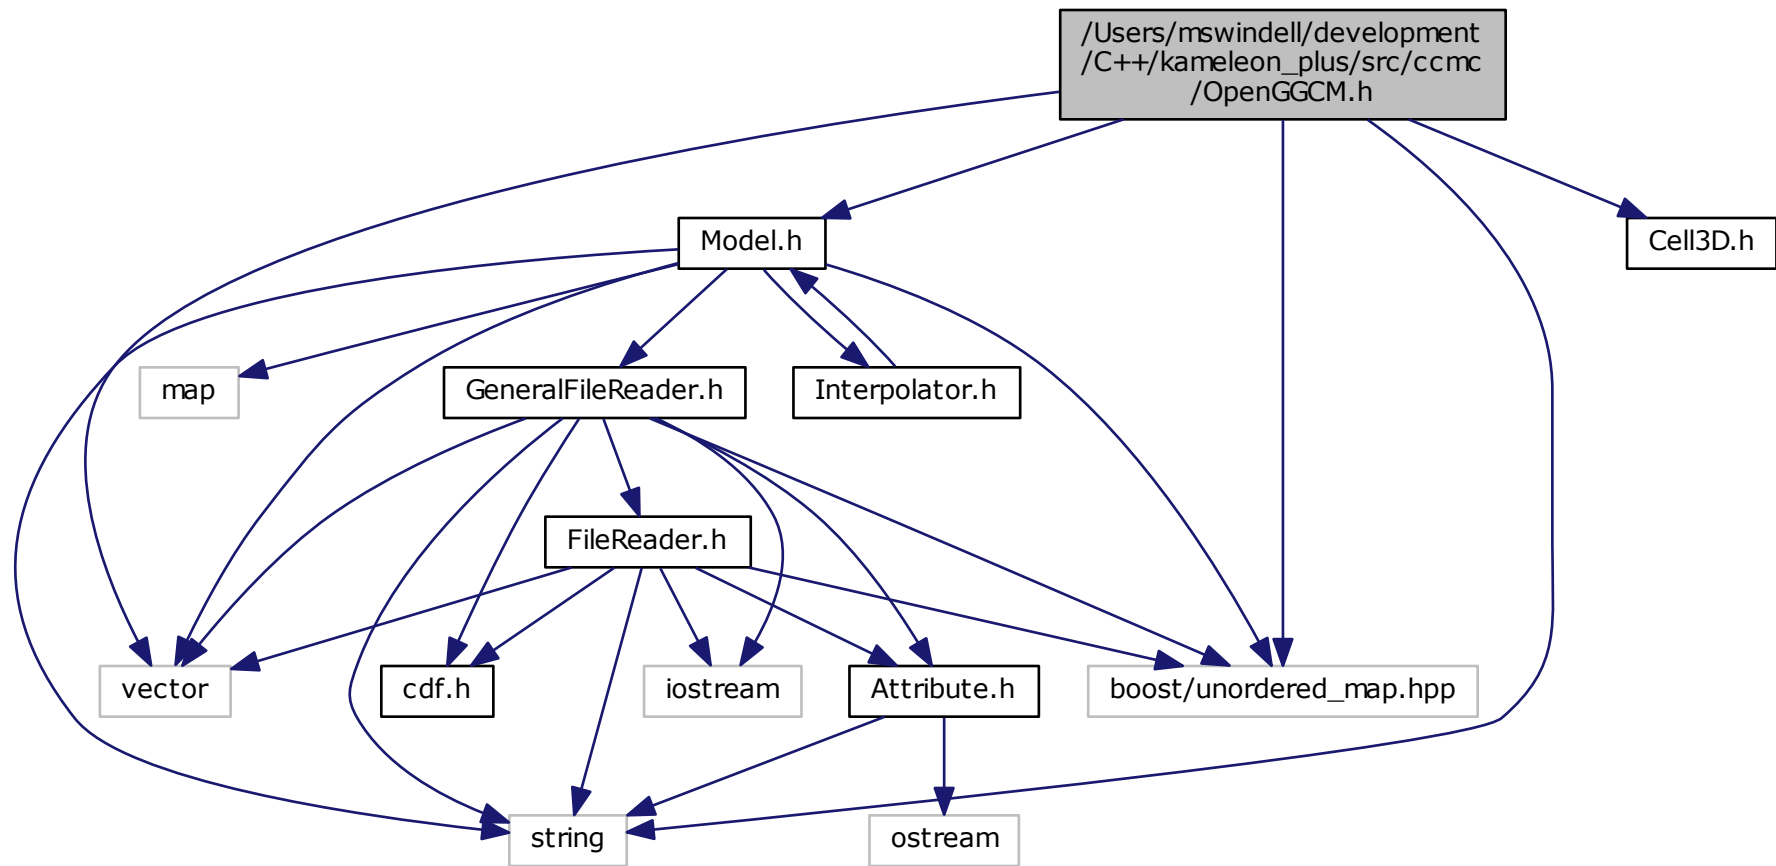 /Users/mswindell/development
/C++/kameleon_plus/src/ccmc
/OpenGGCM.h
Model.h
Cell3D.h
map
GeneralFileReader.h
Interpolator.h
FileReader.h
vector
cdf.h
iostream
Attribute.h
boost/unordered_map.hpp
string
ostream